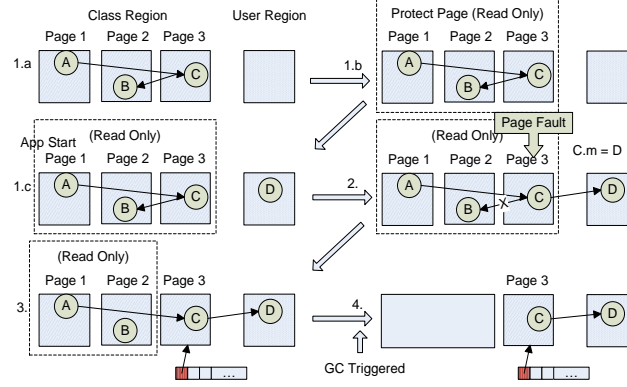 Class Region User Region Protect Page (Read Only)
Page 1 Page 2 Page 3 Page 1 Page 2 Page 3
1.a A B C 1.b A B C
Page Fault
App Start (Read Only) (Read Only)
Page 1 Page 2 Page 3 Page 1 Page 2 Page 3 C.m = D
1.c A B C D 2. A B X C D
(Read Only)
Page 1 Page 2 Page 3 Page 3
3. A B C D 4. C D
GC Triggered
... ...